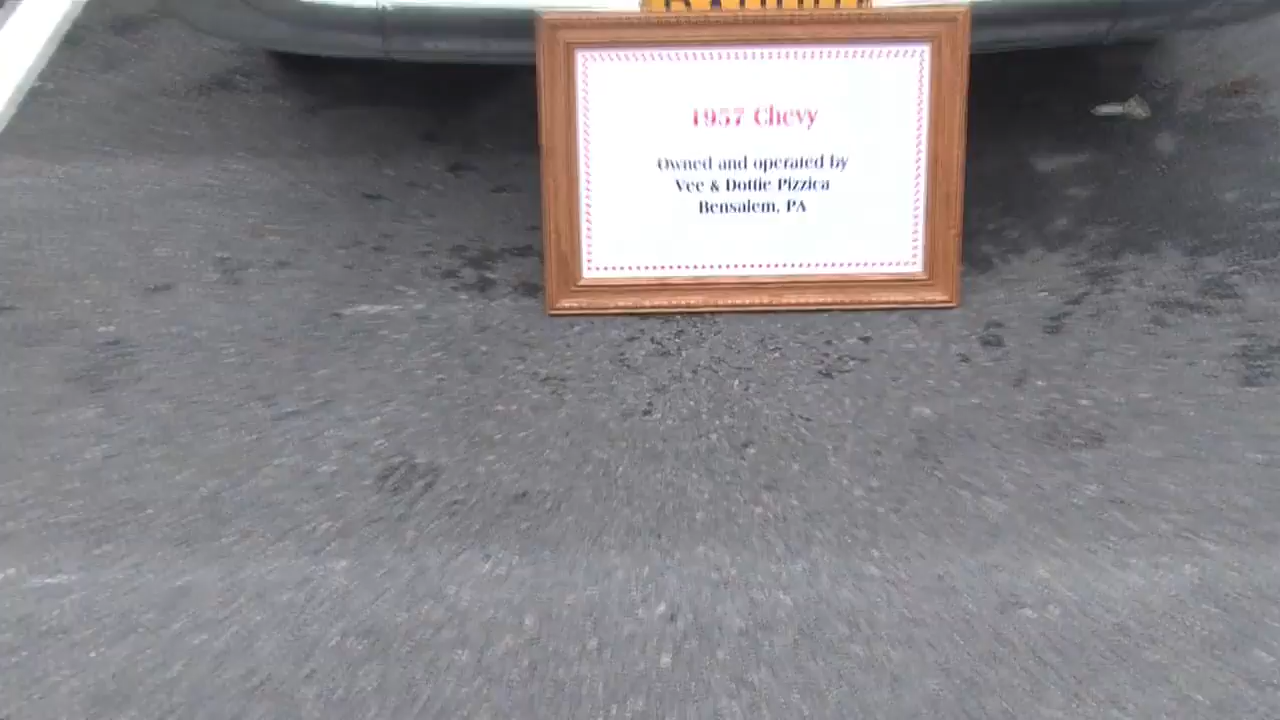 1957 Chevy
Owned and operated by
Vee & Dottie Pizzica
Bensalem, PA